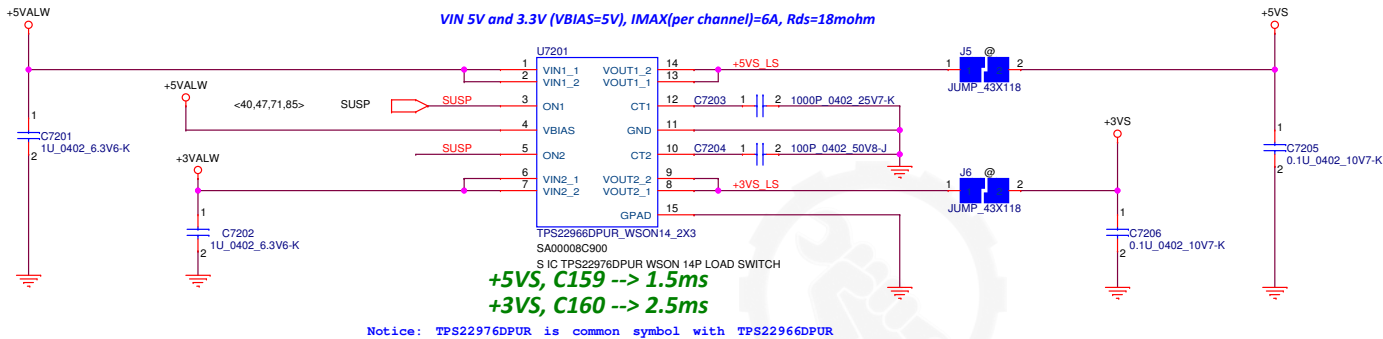 VIN 5V and 3.3V (VBIAS=5V), IMAX(per channel)=6A, Rds=18mohm
+5VALW
+5VS
U7201
J5 @
1 VIN1_1 VOUT1_2 14 +5VS_LS 1 1 2 2
2 VIN1_2 VOUT1_1 13
JUMP_43X118
+5VALW
<40,47,71,85> SUSP SUSP 3 ON1 CT1 12 C7203 1 2 1000P_0402_25V7-K
4 VBIAS GND 11
+3VS
1
C7201
1U_0402_6.3V6-K
2
SUSP 5 ON2 CT2 10 C7204 1 2 100P_0402_50V8-J
1
C7205
0.1U_0402_10V7-K
2
+3VALW
6 VIN2_1 VOUT2_2 9
7 VIN2_2 VOUT2_1 8 +3VS_LS
J6 @
1 1 2 2
JUMP_43X118
GPAD 15
1
C7202
1U_0402_6.3V6-K
2
1
C7206
0.1U_0402_10V7-K
2
TPS22966DPUR_WSON14_2X3
SA00008C900
S IC TPS22976DPUR WSON 14P LOAD SWITCH
+5VS, C159 --> 1.5ms
+3VS, C160 --> 2.5ms
Notice: TPS22976DPUR is common symbol with TPS22966DPUR